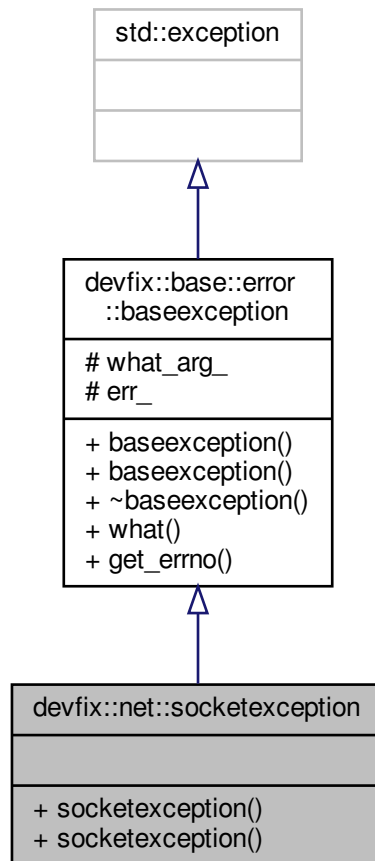 std::exception
devfix::base::error
::baseexception
# what_arg_
# err_
+ baseexception()
+ baseexception()
+ ~baseexception()
+ what()
+ get_errno()
devfix::net::socketexception
+ socketexception()
+ socketexception()